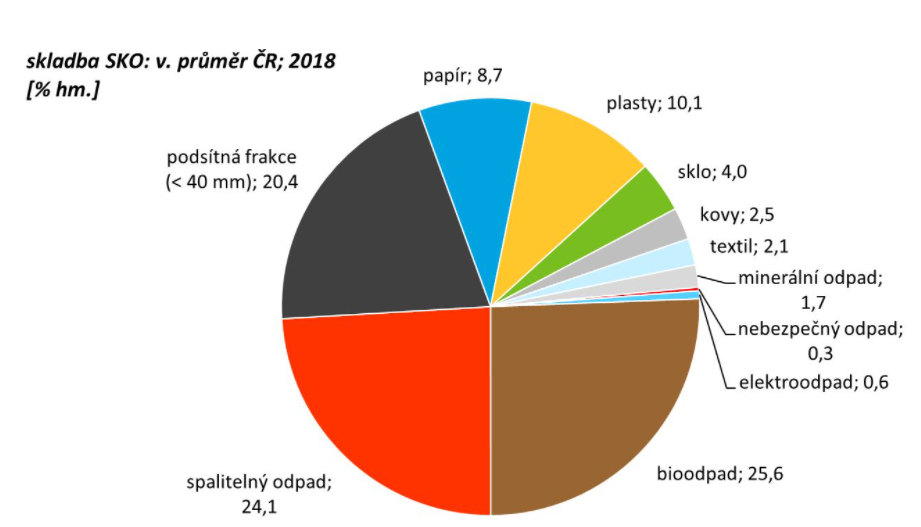 skladba SKO: v. průměr ČR; 2018
[% hm.]
papír; 8,7
plasty; 10,1
podsítná frakce
(< 40 mm); 20,4
sklo; 4,0
kovy; 2,5
textil; 2,1
minerální odpad;
1,7
nebezpečný odpad;
0,3
elektroodpad; 0,6
bioodpad; 25,6
spalitelný odpad;
24,1